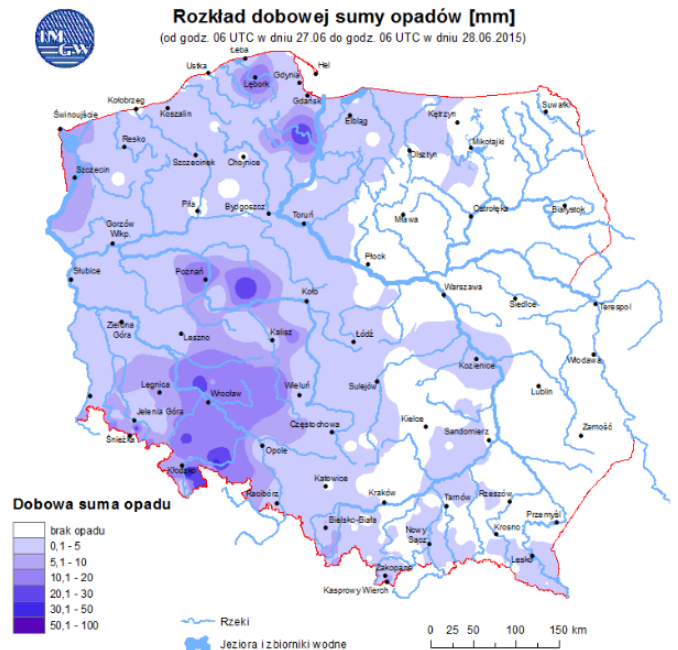 IM
GW
Rozkład dobowej sumy opadów [mm]
(od godz. 06 UTC w dniu 27.06 do godz. 06 UTC w dniu 28.06.2015)
Łeba
Hel
Ustka
Gdynia
Lębork
Gdańsk
Kołobrzeg
Koszalin
Elbląg
Kętrzyn
Suwałki
Świnoujście
Resko
Mikołajki
Olsztyn
Szczecinek
Chojnice
Szczecin
Piła
Bydgoszcz
Toruń
Mława
Ostrołęka
Białystok
Gorzów
Wlkp.
Płock
Słubice
Poznań
Koło
Warszawa
Siedlce
Terespol
Zielona
Góra
Leszno
Kalisz
Łódź
Kozienice
Włodawa
Legnica
Wrocław
Wieluń
Sulejów
Lublin
Jelenia Góra
Kielce
Śnieżka
Częstochowa
Sandomierz
Zamość
Opole
Kłodzko
Racibórz
Katowice
Kraków
Tarnów
Rzeszów
Przemyśl
Bielsko-Biała
Nowy
Sącz
Krosno
Lesko
Zakopane
Kasprowy Wierch
Dobowa suma opadu
brak opadu
0,1 - 5
5,1 - 10
10,1 - 20
20,1 - 30
30,1 - 50
50,1 - 100
Rzeki
Jeziora i zbiorniki wodne
0 25 50 100 150 km